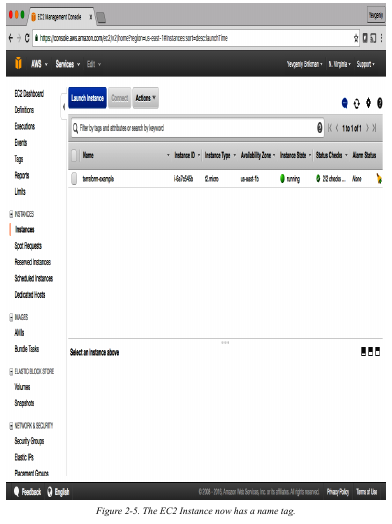 EC2 Management Console x
Yevgeniy
https://console.aws.amazon.com/ec2/v2/home?region=us-east-1#Instances:sort=desc:launchTime
AWS Services Edit Yevgeniy Brikman N. Virginia Support
EC2 Dashboard
Definitions
Executions
Events
Tags
Reports
Limits
INSTANCES
Instances
Spot Requests
Reserved Instances
Scheduled Instances
Dedicated Hosts
IMAGES
AMIs
Bundle Tasks
ELASTIC BLOCK STORE
Volumes
Snapshots
NETWORK & SECURITY
Security Groups
Elastic IPs
Placement Groups
Launch Instance Connect Actions
Filter by tags and attributes or search by keyword
1 to 1 of 1
Name Instance ID Instance Type Availability Zone Instance State Status Checks Alarm Status
terraform-example t2.micro us-east-1b running 2/2 checks ... None
Select an instance above
Feedback English © 2008 - 2016, Amazon Web Services, Inc. or its affiliates. All rights reserved. Privacy Policy Terms of Use
Figure 2-5. The EC2 Instance now has a name tag.